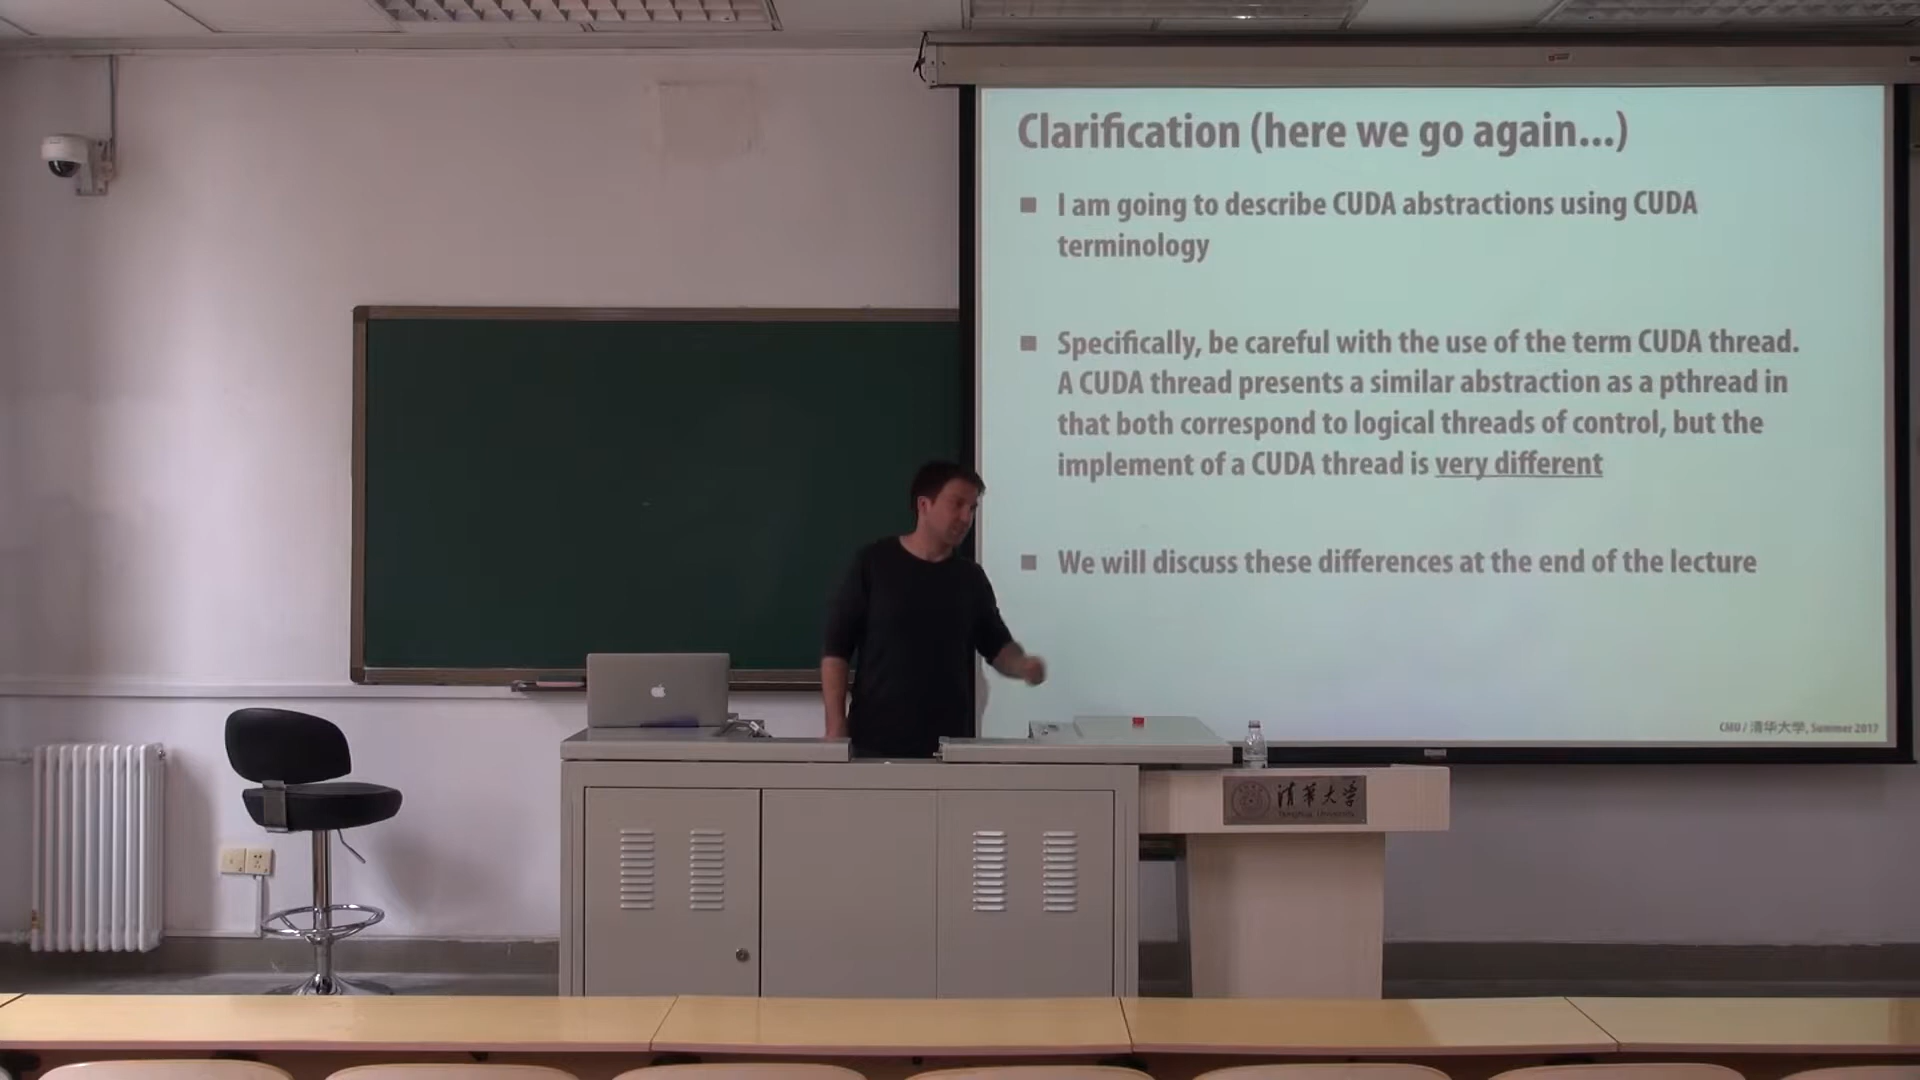 Clarification (here we go again...)
I am going to describe CUDA abstractions using CUDA
terminology
Specifically, be careful with the use of the term CUDA thread.
A CUDA thread presents a similar abstraction as a pthread in
that both correspond to logical threads of control, but the
implement of a CUDA thread is very different
We will discuss these differences at the end of the lecture
CMU / 清华大学, Summer 2017
清華大学
Tsinghua University